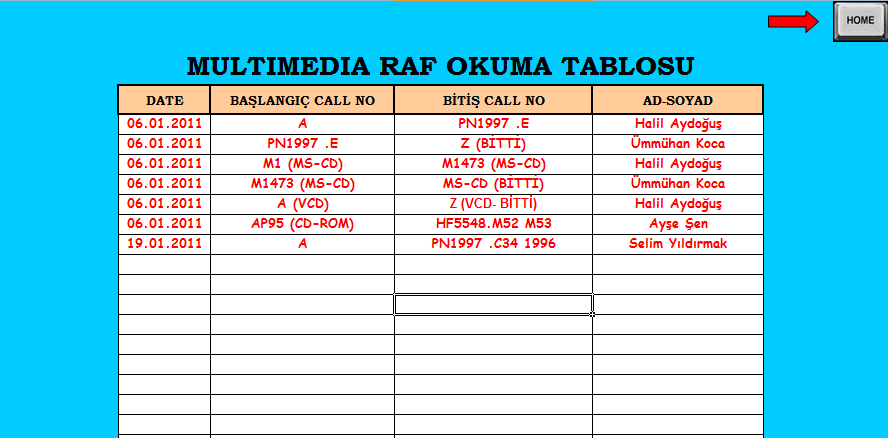 HOME
MULTIMEDIA RAF OKUMA TABLOSU
DATE BAŞLANGIÇ CALL NO BİTİŞ CALL NO AD-SOYAD
06.01.2011 A PN1997 .E Halil Aydoğuş
06.01.2011 PN1997 .E Z (BİTTİ) Ümmühan Koca
06.01.2011 M1 (MS-CD) M1473 (MS-CD) Halil Aydoğuş
06.01.2011 M1473 (MS-CD) MS-CD (BİTTİ) Ümmühan Koca
06.01.2011 A (VCD) Z (VCD- BİTTİ) Halil Aydoğuş
06.01.2011 AP95 (CD-ROM) HF5548.M52 M53 Ayşe Şen
19.01.2011 A PN1997 .C34 1996 Selim Yıldırmak